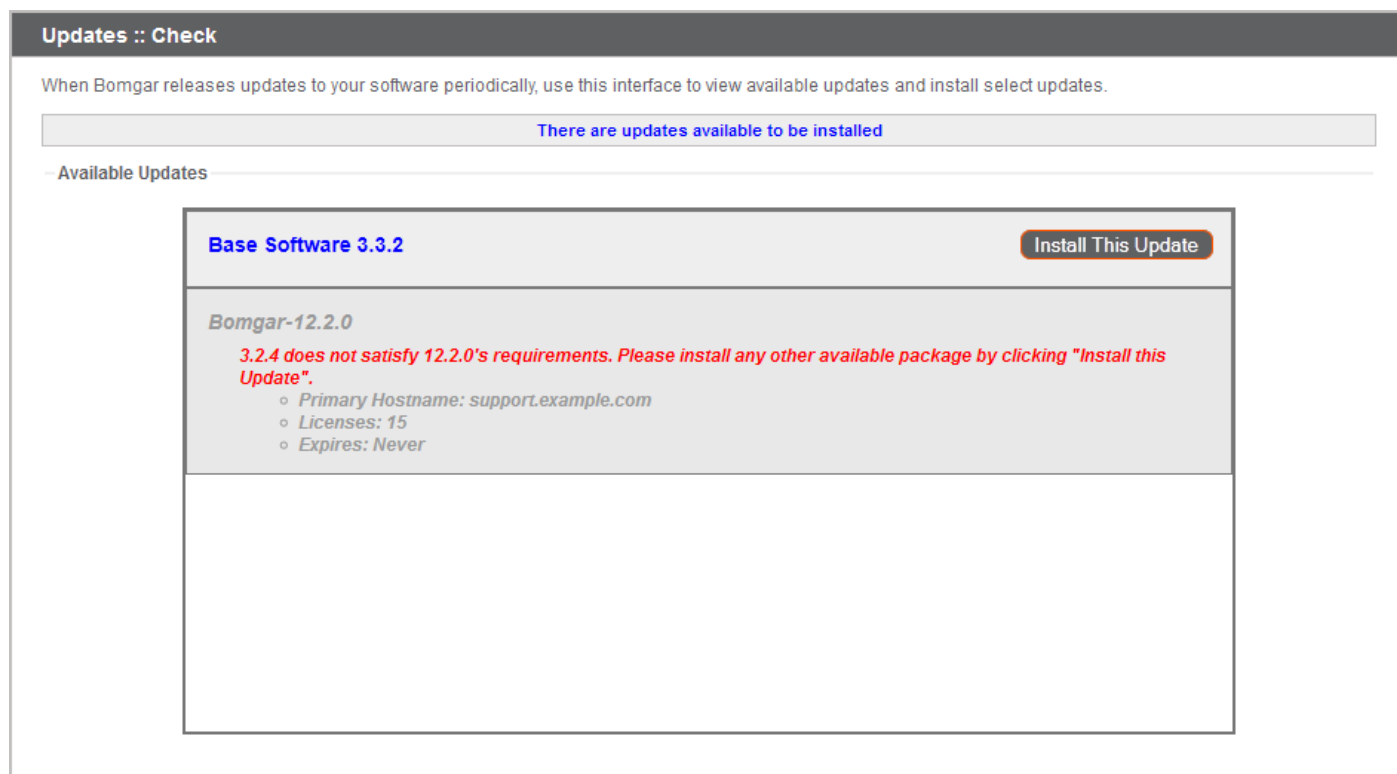 Updates :: Check
When Bomgar releases updates to your software periodically, use this interface to view available updates and install select updates.
There are updates available to be installed
Available Updates
Base Software 3.3.2
Install This Update
Bomgar-12.2.0
3.2.4 does not satisfy 12.2.0's requirements. Please install any other available package by clicking "Install this
Update".
Primary Hostname: support.example.com
Licenses: 15
Expires: Never